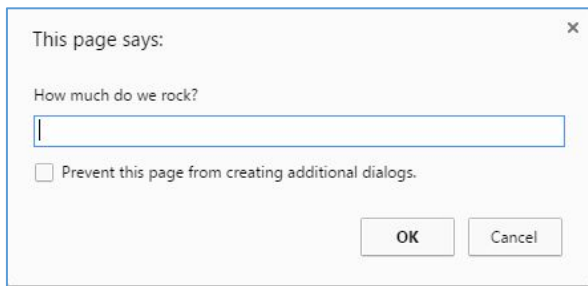 This page says:
How much do we rock?
Prevent this page from creating additional dialogs.
OK Cancel